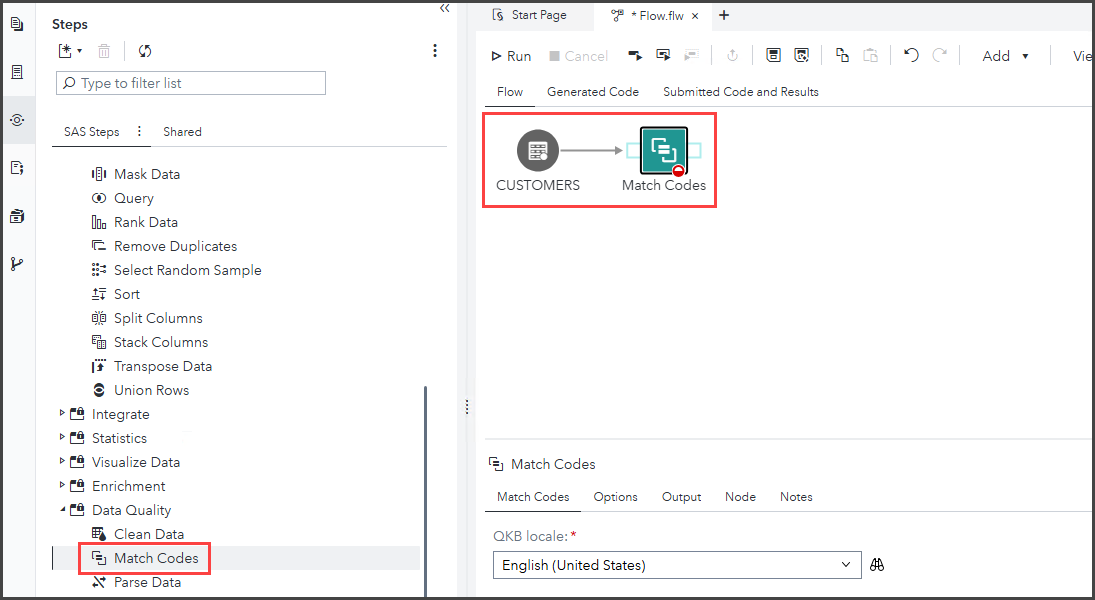 Steps
Type to filter list
SAS Steps
Shared
Mask Data
Query
Rank Data
Remove Duplicates
Select Random Sample
Sort
Split Columns
Stack Columns
Transpose Data
Union Rows
Integrate
Statistics
Visualize Data
Enrichment
Data Quality
Clean Data
Match Codes
Parse Data
Start Page
* Flow.flw
Run
Cancel
Add
Vie
Flow
Generated Code
Submitted Code and Results
CUSTOMERS
Match Codes
Match Codes
Match Codes
Options
Output
Node
Notes
QKB locale: *
English (United States)